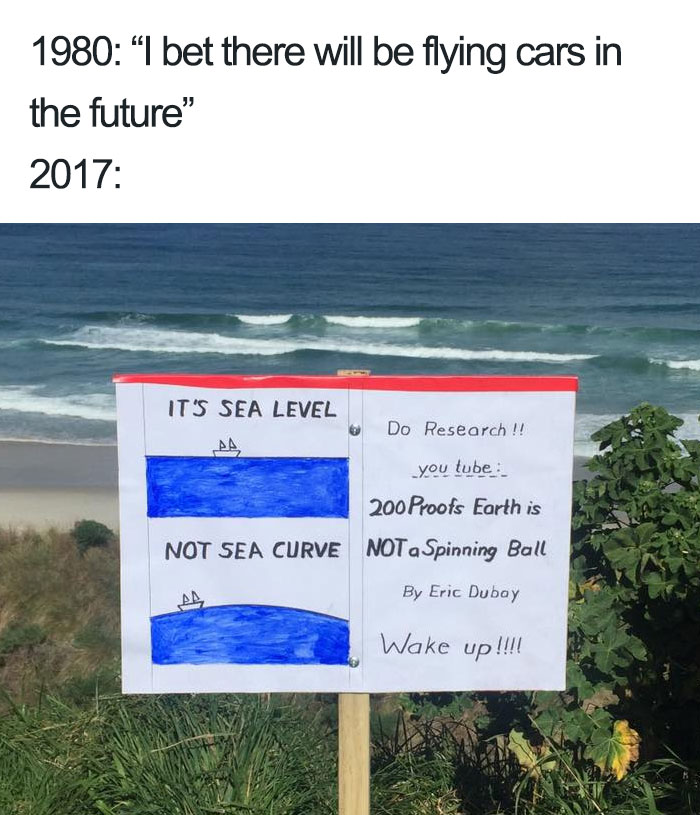 1980: “I bet there will be flying cars in
the future”
2017:
IT'S SEA LEVEL
NOT SEA CURVE
Do Research !!
you tube :
200 Proofs Earth is
NOT a Spinning Ball
By Eric Dubay
Wake up !!!!